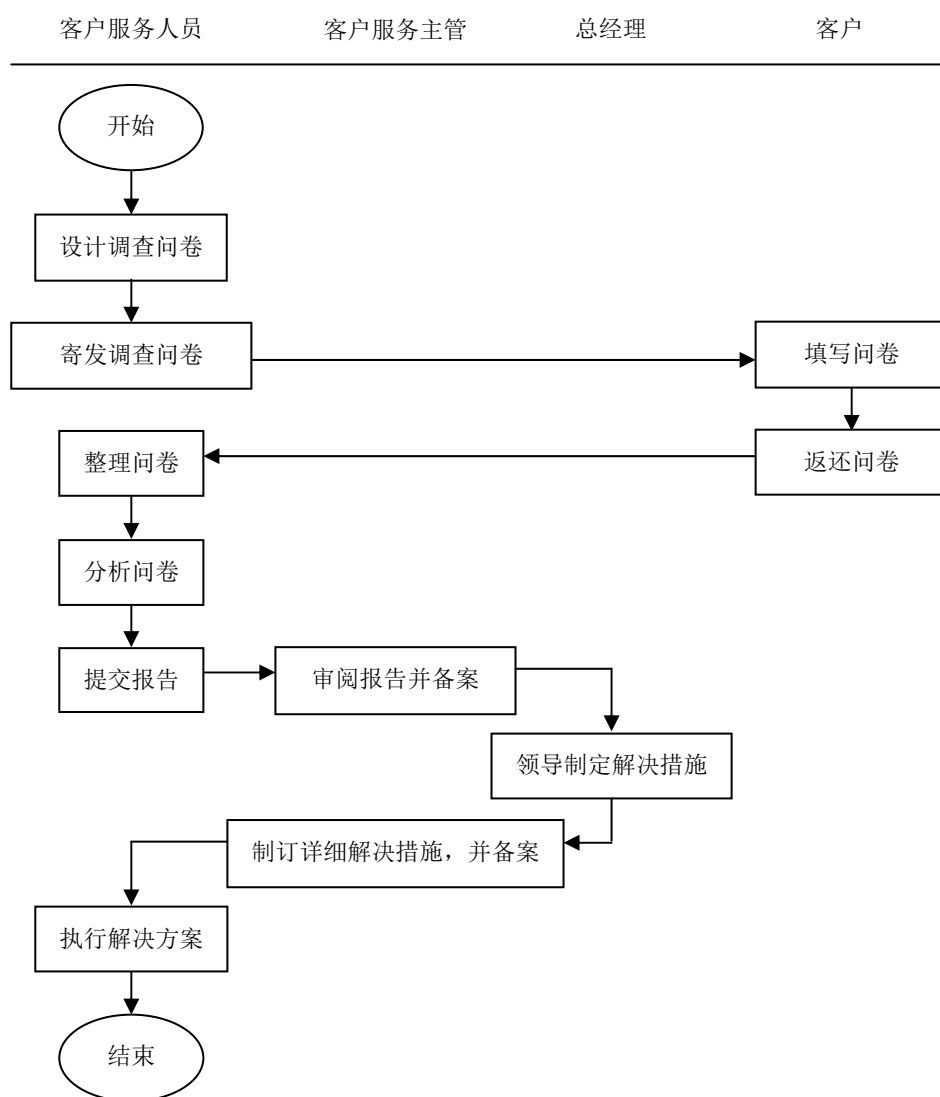 客户服务人员
客户服务主管
总经理
客户
开始
设计调查问卷
寄发调查问卷
填写问卷
返还问卷
整理问卷
分析问卷
提交报告
审阅报告并备案
领导制定解决措施
制订详细解决措施，并备案
执行解决方案
结束